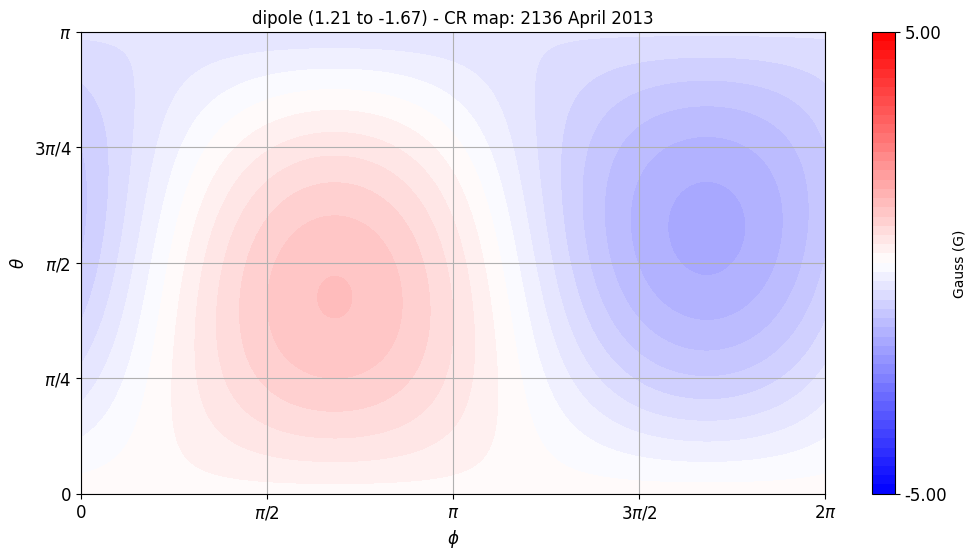 dipole (1.21 to -1.67) - CR map: 2136 April 2013
π
3π/4
π/2
π/4
0
θ
0
π/2
π
3π/2
2π
ϕ
5.00
-5.00
Gauss (G)